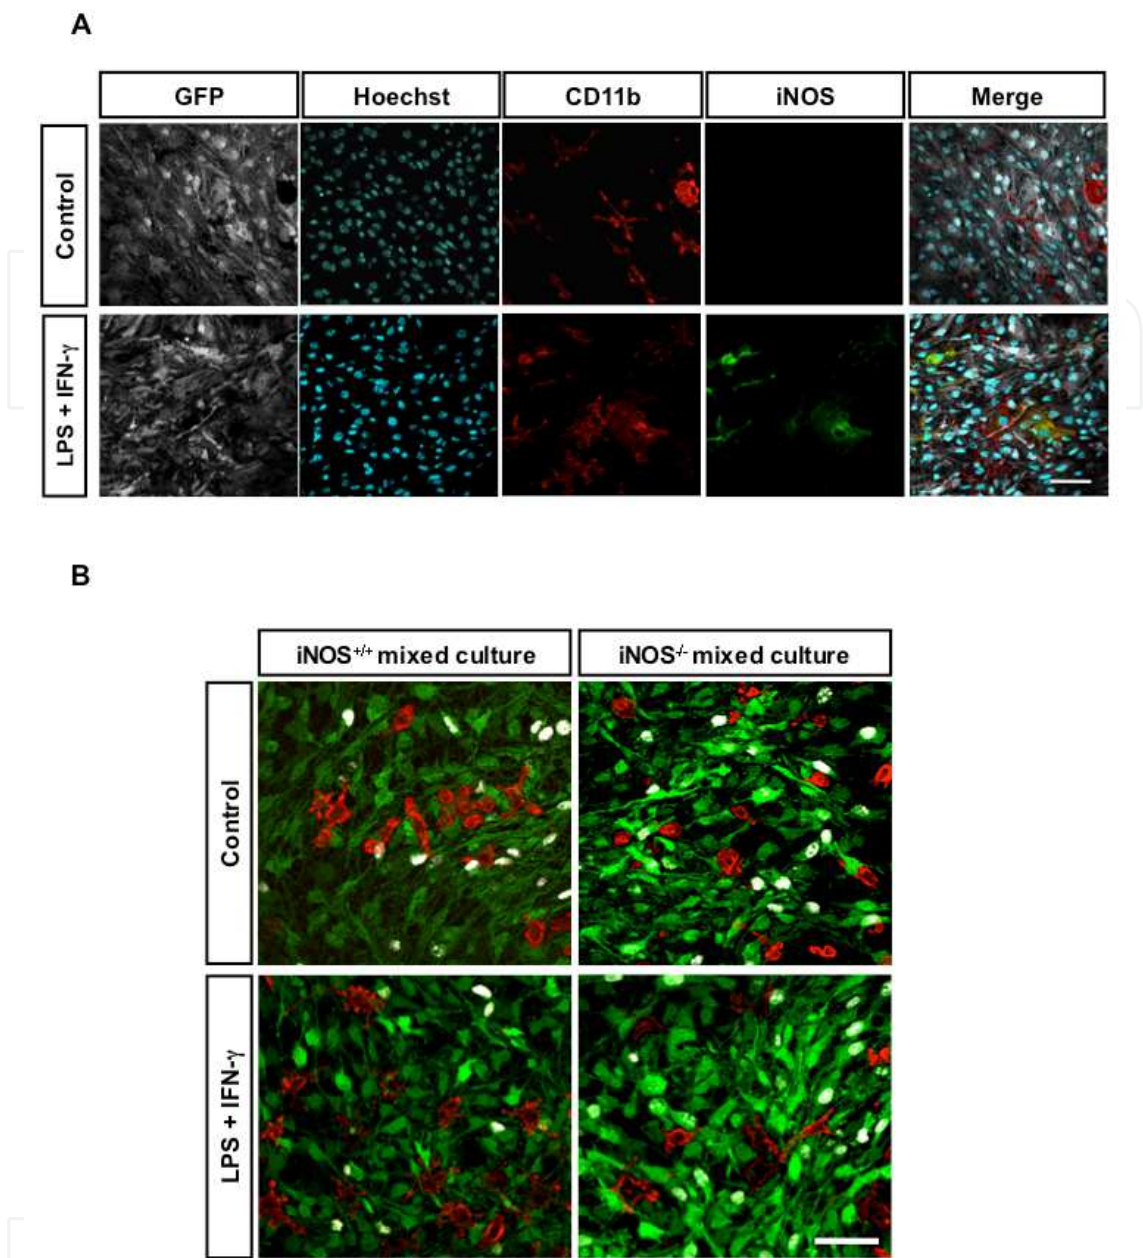 A
GFP
Hoechst
CD11b
iNOS
Merge
Control
LPS + IFN-γ
B
iNOS+/+ mixed culture
iNOS-/- mixed culture
Control
LPS + IFN-γ